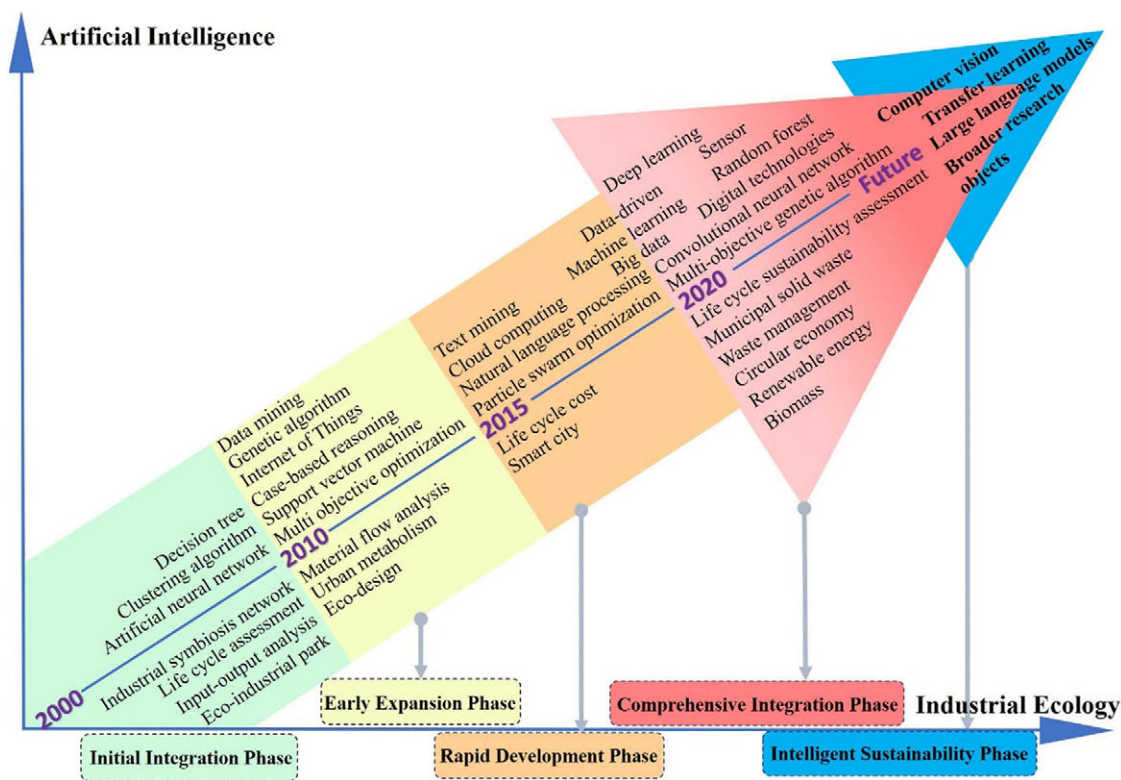 Artificial Intelligence
Decision tree
Clustering algorithm
Artificial neural network
2000
Industrial symbiosis network
Life cycle assessment
Input-output analysis
Eco-industrial park
Data mining
Genetic algorithm
Internet of Things
Case-based reasoning
Support vector machine
Multi objective optimization
2010
Material flow analysis
Urban metabolism
Eco-design
Text mining
Cloud computing
Natural language processing
Particle swarm optimization
Data-driven
Machine learning
Big data
2015
Life cycle cost
Smart city
Deep learning
Sensor
Random forest
Digital technologies
Convolutional neural network
Multi-objective genetic algorithm
2020
Life cycle sustainability assessment
Municipal solid waste
Waste management
Circular economy
Renewable energy
Biomass
Future
Computer vision
Transfer learning
Large language models
Broader research
objects
Industrial Ecology
Initial Integration Phase
Early Expansion Phase
Rapid Development Phase
Comprehensive Integration Phase
Intelligent Sustainability Phase